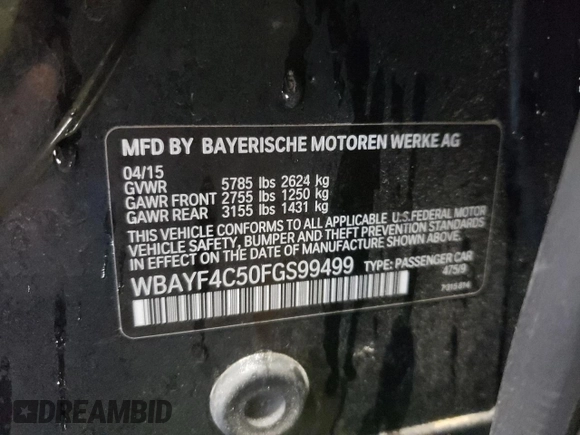 MFD BY BAYERISCHE MOTOREN WERKE AG
04/15
GVWR 5785 lbs 2624 kg
GAWR FRONT 2755 lbs 1250 kg
GAWR REAR 3155 lbs 1431 kg
THIS VEHICLE CONFORMS TO ALL APPLICABLE U.S.FEDERAL MOTOR
VEHICLE SAFETY, BUMPER AND THEFT PREVENTION STANDARDS
IN EFFECT ON THE DATE OF MANUFACTURE SHOWN ABOVE.
WBAYF4C50FGS99499 TYPE: PASSENGER CAR
475/9
DREAMBID